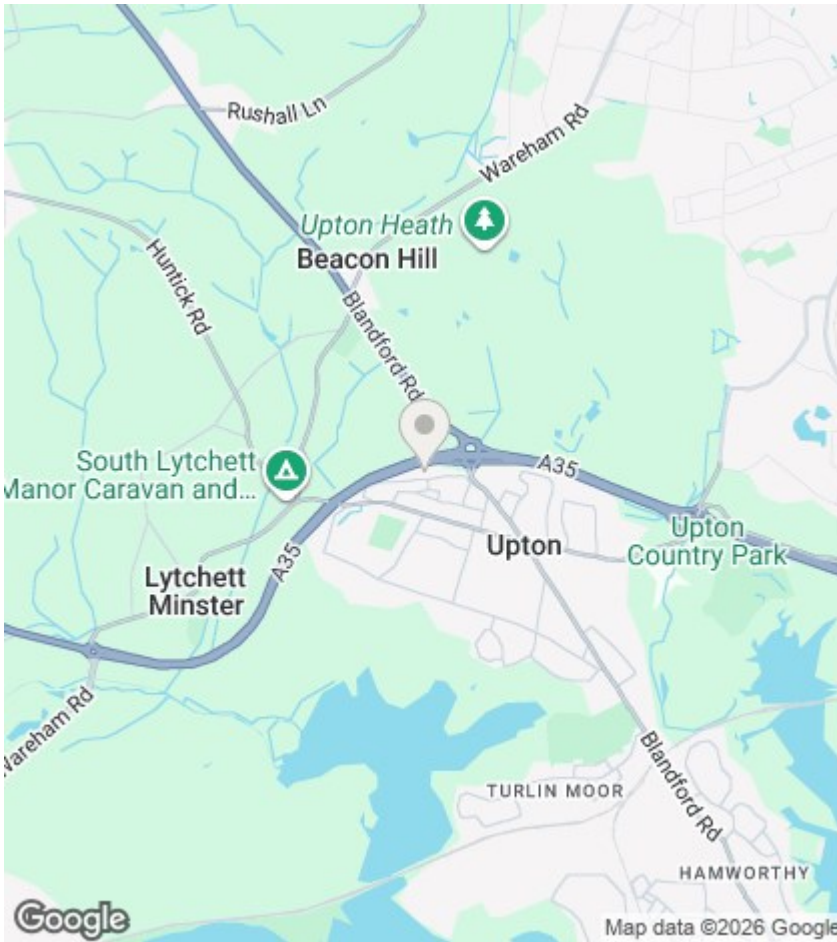 Rushall Ln
Wareham Rd
Upton Heath
Beacon Hill
Huntick Rd
Blandford Rd
South Lytchett
Manor Caravan and...
A35
Upton
Country Park
Upton
Lytchett
Minster
A35
Wareham Rd
Blandford Rd
TURLIN MOOR
HAMWORTHY
Google
Map data ©2026 Google